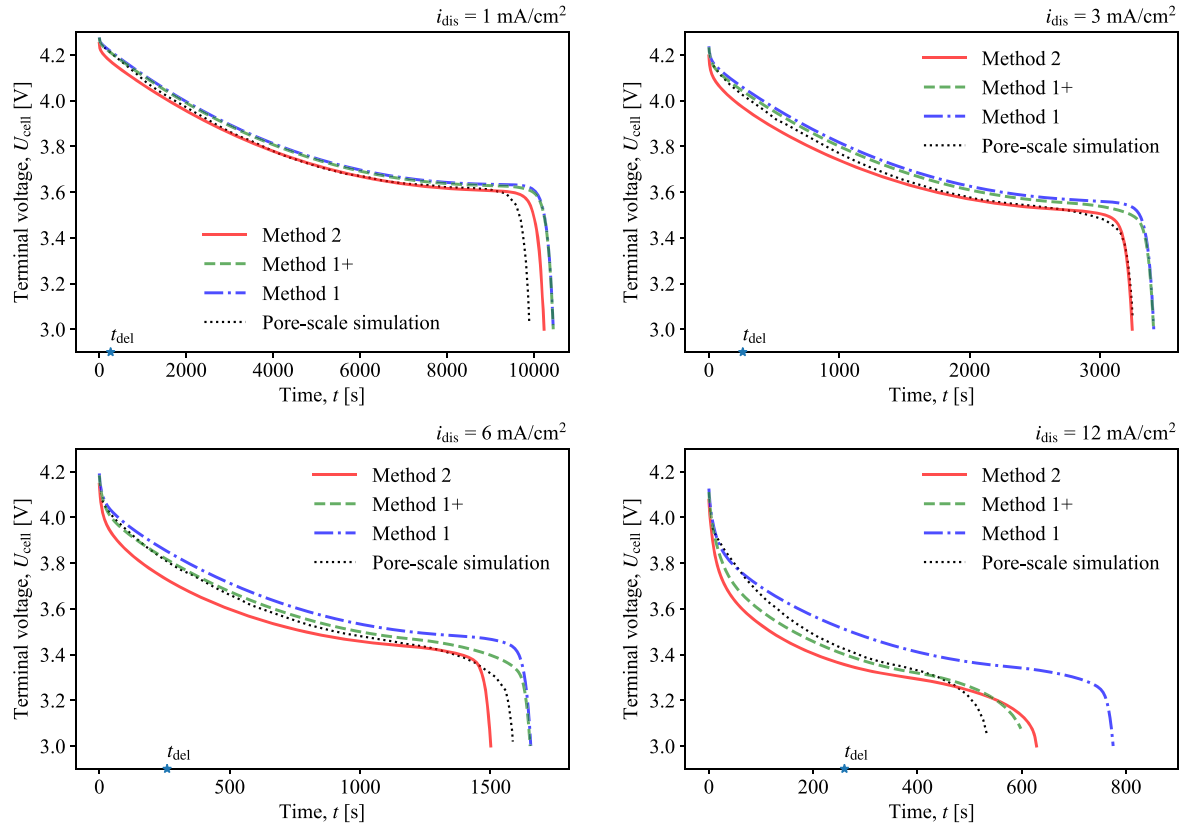 i_dis = 1 mA/cm²
4.2
4.0
3.8
3.6
3.4
3.2
3.0
Terminal voltage, U_cell [V]
Method 2
Method 1+
Method 1
Pore-scale simulation
t_del
0 2000 4000 6000 8000 10000
Time, t [s]
i_dis = 3 mA/cm²
4.2
4.0
3.8
3.6
3.4
3.2
3.0
Terminal voltage, U_cell [V]
Method 2
Method 1+
Method 1
Pore-scale simulation
t_del
0 1000 2000 3000
Time, t [s]
i_dis = 6 mA/cm²
4.2
4.0
3.8
3.6
3.4
3.2
3.0
Terminal voltage, U_cell [V]
Method 2
Method 1+
Method 1
Pore-scale simulation
t_del
0 500 1000 1500
Time, t [s]
i_dis = 12 mA/cm²
4.2
4.0
3.8
3.6
3.4
3.2
3.0
Terminal voltage, U_cell [V]
Method 2
Method 1+
Method 1
Pore-scale simulation
t_del
0 200 400 600 800
Time, t [s]